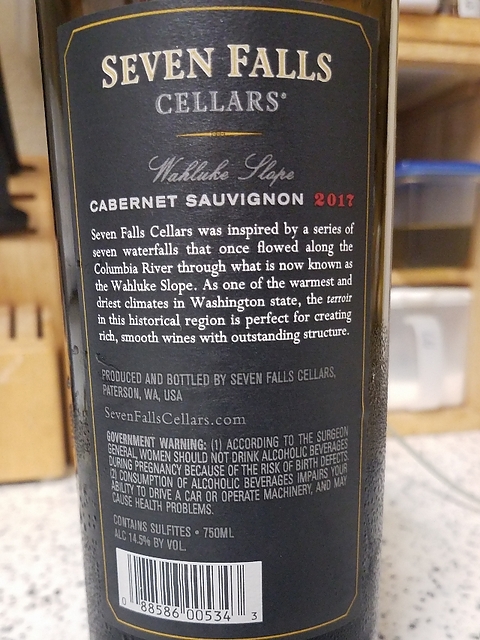 SEVEN FALLS
CELLARS®
Wahluke Slope
CABERNET SAUVIGNON 2017
Seven Falls Cellars was inspired by a series of
seven waterfalls that once flowed along the
Columbia River through what is now known as
the Wahluke Slope. As one of the warmest and
driest climates in Washington state, the terroir
in this historical region is perfect for creating
rich, smooth wines with outstanding structure.
PRODUCED AND BOTTLED BY SEVEN FALLS CELLARS,
PATERSON, WA, USA
SevenFallsCellars.com
GOVERNMENT WARNING: (1) ACCORDING TO THE SURGEON
GENERAL, WOMEN SHOULD NOT DRINK ALCOHOLIC BEVERAGES
DURING PREGNANCY BECAUSE OF THE RISK OF BIRTH DEFECTS
(2) CONSUMPTION OF ALCOHOLIC BEVERAGES IMPAIRS YOUR
ABILITY TO DRIVE A CAR OR OPERATE MACHINERY, AND MAY
CAUSE HEALTH PROBLEMS.
CONTAINS SULFITES • 750ML
ALC 14.5% BY VOL.
0 88586 00534 3